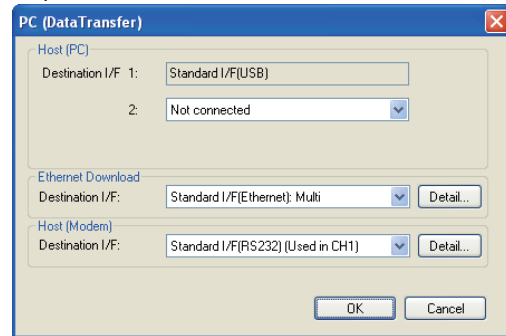 PC (DataTransfer)
Host (PC)
Destination I/F 1: Standard I/F(USB)
2: Not connected
Ethernet Download
Destination I/F: Standard I/F(Ethernet): Multi Detail...
Host (Modem)
Destination I/F: Standard I/F(RS232) (Used in CH1) Detail...
OK Cancel